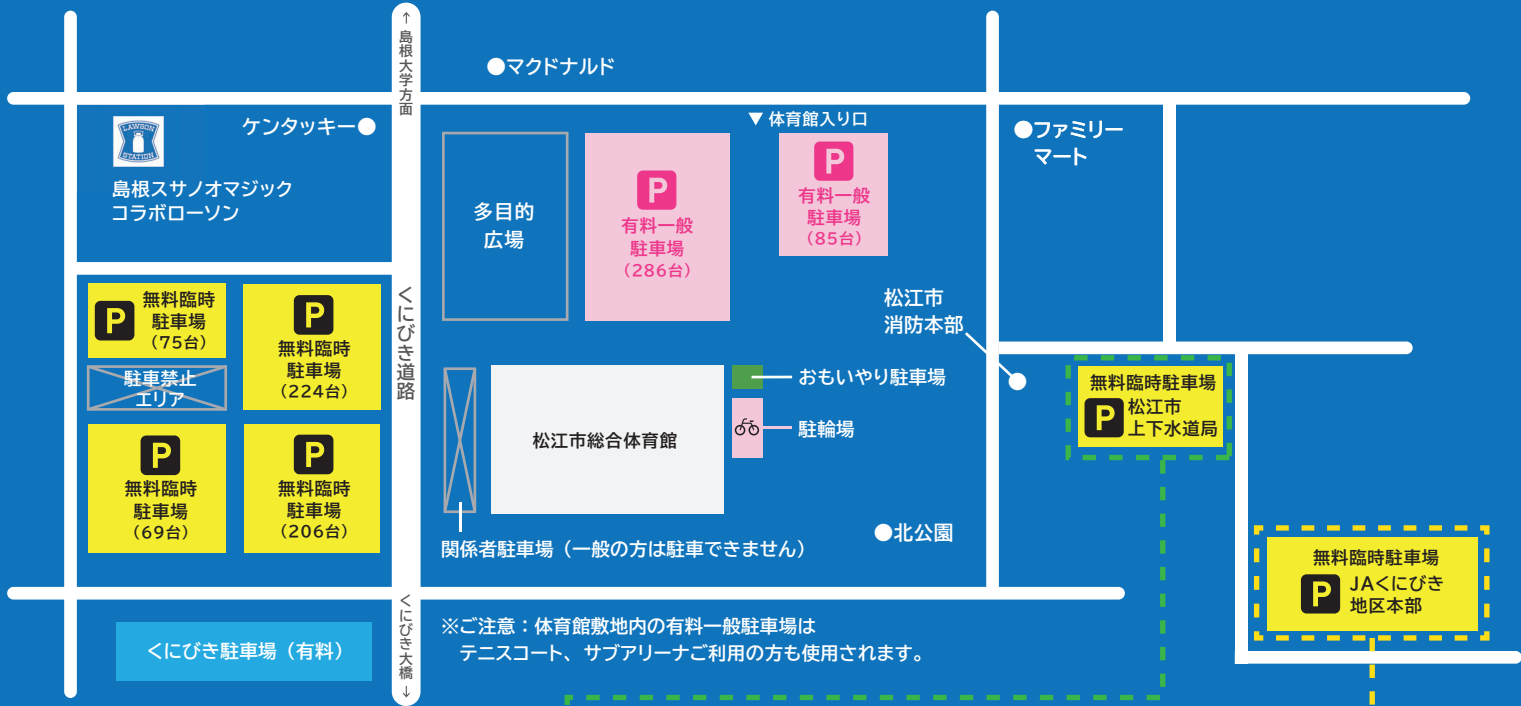 ↑ 島根大学方面
●マクドナルド
ケンタッキー●
LAWSON
STATION
島根スサノオマジック
コラボローソン
▼ 体育館入り口
●ファミリー
マート
多目的
広場
P
有料一般
駐車場
(286台)
P
有料一般
駐車場
(85台)
松江市
消防本部
くにびき道路
P
無料臨時
駐車場
(75台)
P
無料臨時
駐車場
(224台)
駐車禁止
エリア
P
無料臨時
駐車場
(69台)
P
無料臨時
駐車場
(206台)
松江市総合体育館
おもいやり駐車場
駐輪場
無料臨時駐車場
P
松江市
上下水道局
●北公園
関係者駐車場（一般の方は駐車できません）
無料臨時駐車場
P
JAくにびき
地区本部
くにびき大橋 ↓
くにびき駐車場（有料）
※ご注意：体育館敷地内の有料一般駐車場は
テニスコート、サブアリーナご利用の方も使用されます。